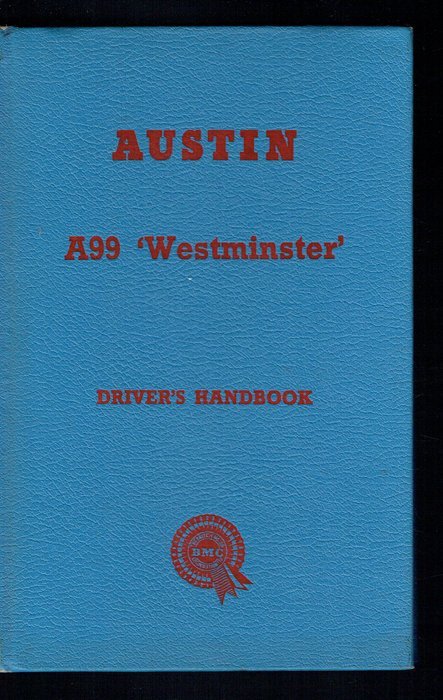 AUSTIN
A99 'Westminster'
DRIVER'S HANDBOOK
BMC